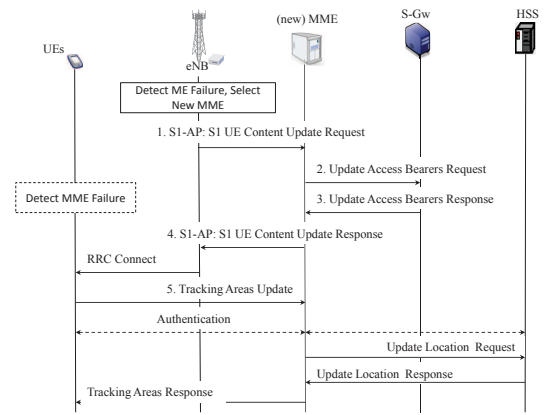 UEs
eNB
(new) MME
S-Gw
HSS
Detect ME Failure, Select
New MME
1. S1-AP: S1 UE Content Update Request
2. Update Access Bearers Request
Detect MME Failure
3. Update Access Bearers Response
4. S1-AP: S1 UE Content Update Response
RRC Connect
5. Tracking Areas Update
Authentication
Update Location Request
Update Location Response
Tracking Areas Response